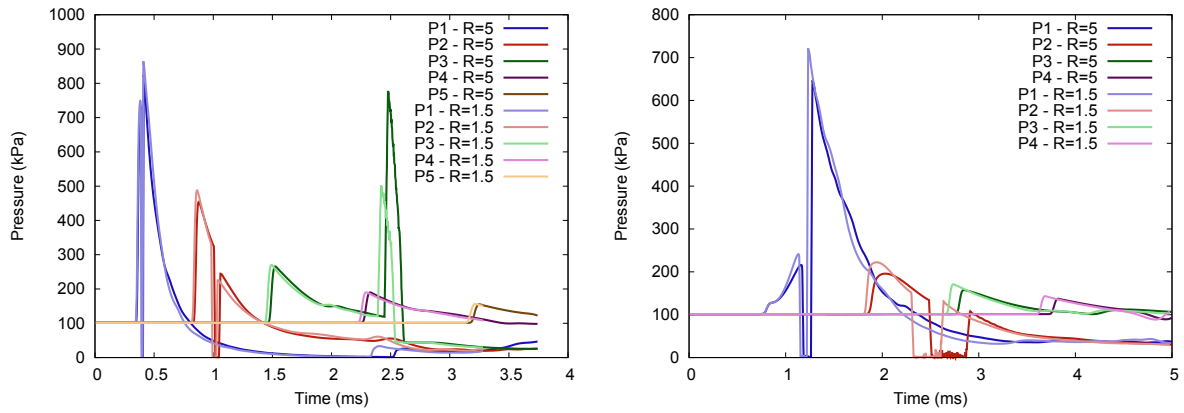 1000
900
800
700
600
500
400
300
200
100
0
Pressure (kPa)
0 0.5 1 1.5 2 2.5 3 3.5 4
Time (ms)
P1 - R=5
P2 - R=5
P3 - R=5
P4 - R=5
P5 - R=5
P1 - R=1.5
P2 - R=1.5
P3 - R=1.5
P4 - R=1.5
P5 - R=1.5
800
700
600
500
400
300
200
100
0
Pressure (kPa)
0 1 2 3 4 5
Time (ms)
P1 - R=5
P2 - R=5
P3 - R=5
P4 - R=5
P1 - R=1.5
P2 - R=1.5
P3 - R=1.5
P4 - R=1.5